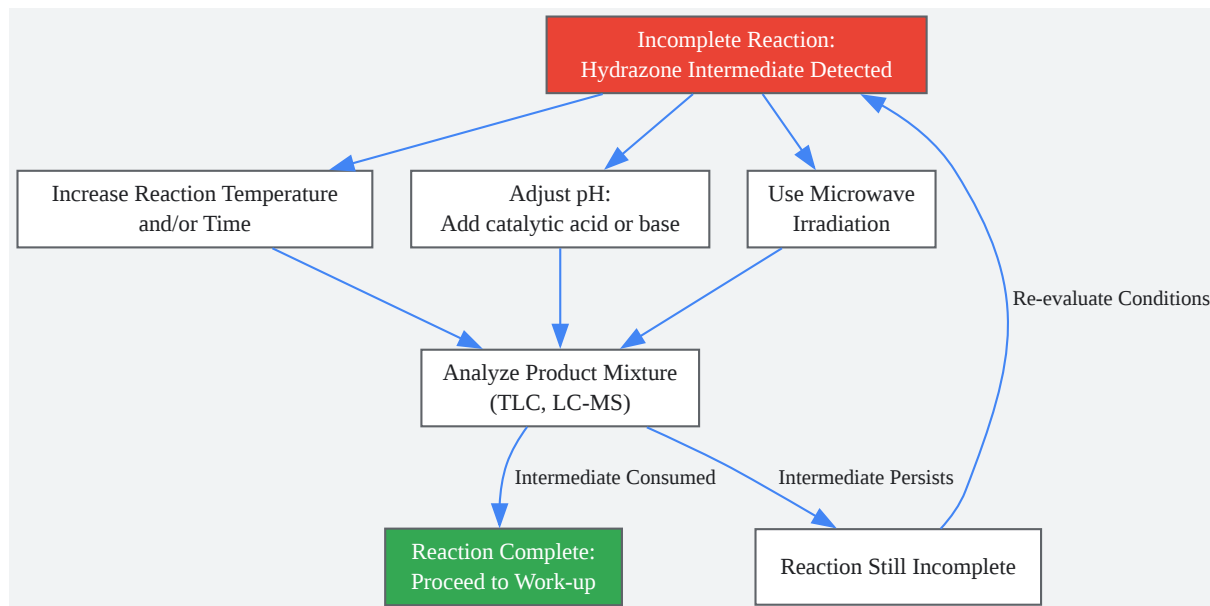 Incomplete Reaction:
Hydrazone Intermediate Detected
Increase Reaction Temperature
and/or Time
Adjust pH:
Add catalytic acid or base
Use Microwave
Irradiation
Re-evaluate Conditions
Analyze Product Mixture
(TLC, LC-MS)
Intermediate Consumed
Intermediate Persists
Reaction Complete:
Proceed to Work-up
Reaction Still Incomplete